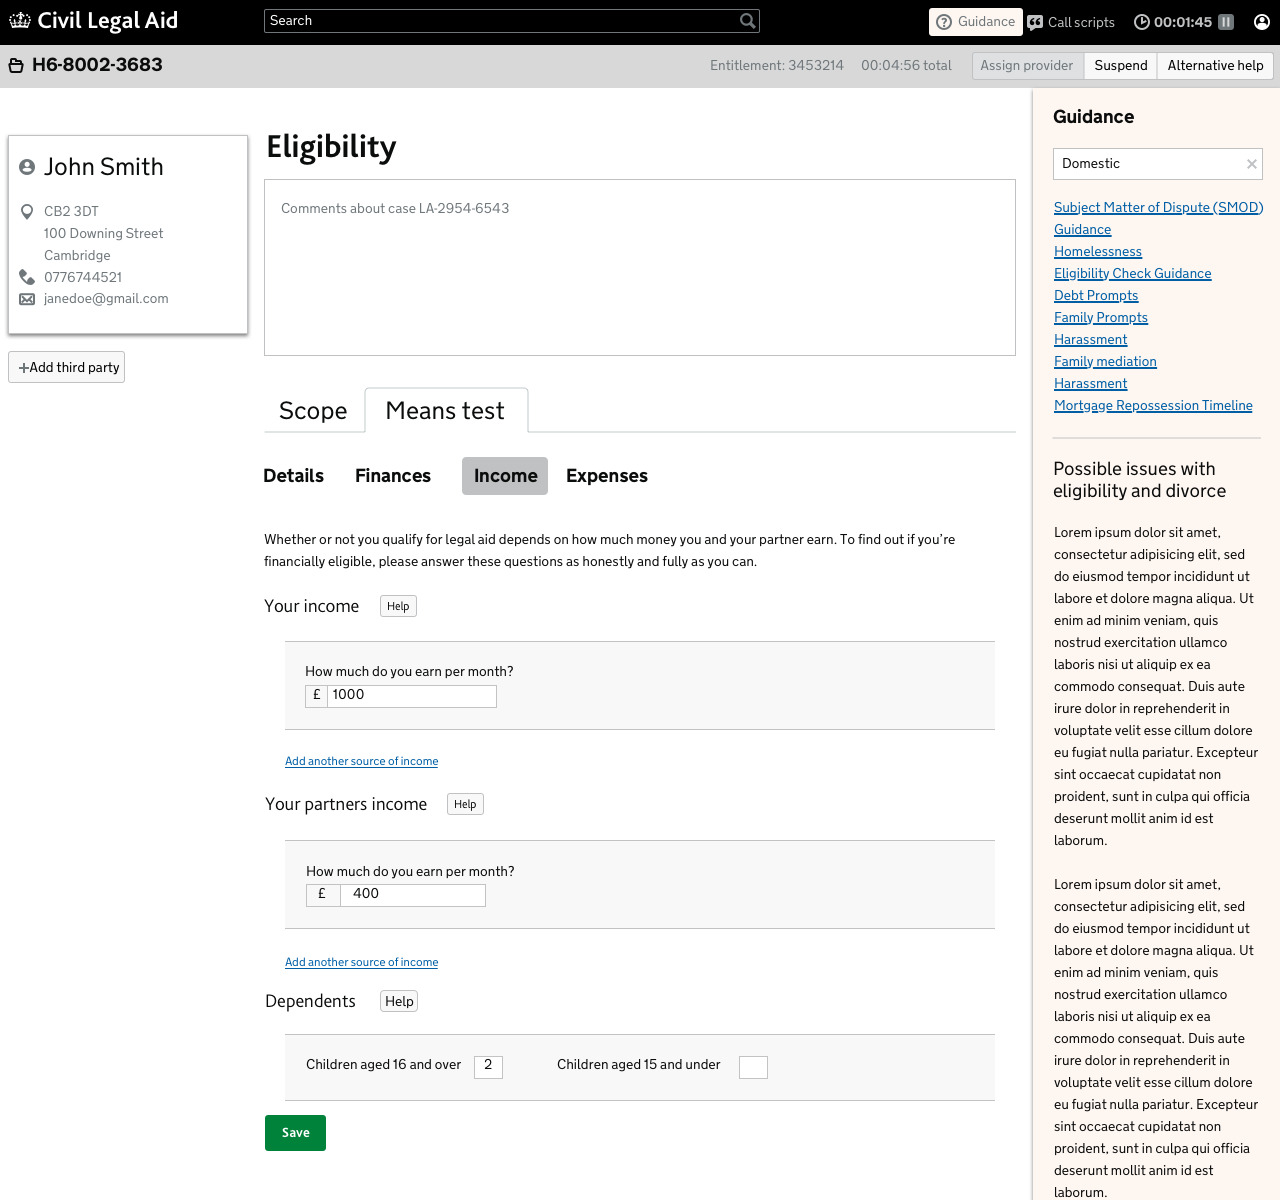 Civil Legal Aid
Search
Guidance
Call scripts
00:01:45
H6-8002-3683
Entitlement: 3453214
00:04:56 total
Assign provider
Suspend
Alternative help
John Smith
CB2 3DT
100 Downing Street
Cambridge
0776744521
janedoe@gmail.com
+Add third party
Eligibility
Comments about case LA-2954-6543
Scope
Means test
Details
Finances
Income
Expenses
Whether or not you qualify for legal aid depends on how much money you and your partner earn. To find out if you’re
financially eligible, please answer these questions as honestly and fully as you can.
Your income
Help
How much do you earn per month?
£ 1000
Add another source of income
Your partners income
Help
How much do you earn per month?
£ 400
Add another source of income
Dependents
Help
Children aged 16 and over 2
Children aged 15 and under
Save
Guidance
Domestic
Subject Matter of Dispute (SMOD)
Guidance
Homelessness
Eligibility Check Guidance
Debt Prompts
Family Prompts
Harassment
Family mediation
Harassment
Mortgage Repossession Timeline
Possible issues with
eligibility and divorce
Lorem ipsum dolor sit amet,
consectetur adipisicing elit, sed
do eiusmod tempor incididunt ut
labore et dolore magna aliqua. Ut
enim ad minim veniam, quis
nostrud exercitation ullamco
laboris nisi ut aliquip ex ea
commodo consequat. Duis aute
irure dolor in reprehenderit in
voluptate velit esse cillum dolore
eu fugiat nulla pariatur. Excepteur
sint occaecat cupidatat non
proident, sunt in culpa qui officia
deserunt mollit anim id est
laborum.
Lorem ipsum dolor sit amet,
consectetur adipisicing elit, sed
do eiusmod tempor incididunt ut
labore et dolore magna aliqua. Ut
enim ad minim veniam, quis
nostrud exercitation ullamco
laboris nisi ut aliquip ex ea
commodo consequat. Duis aute
irure dolor in reprehenderit in
voluptate velit esse cillum dolore
eu fugiat nulla pariatur. Excepteur
sint occaecat cupidatat non
proident, sunt in culpa qui officia
deserunt mollit anim id est
laborum.